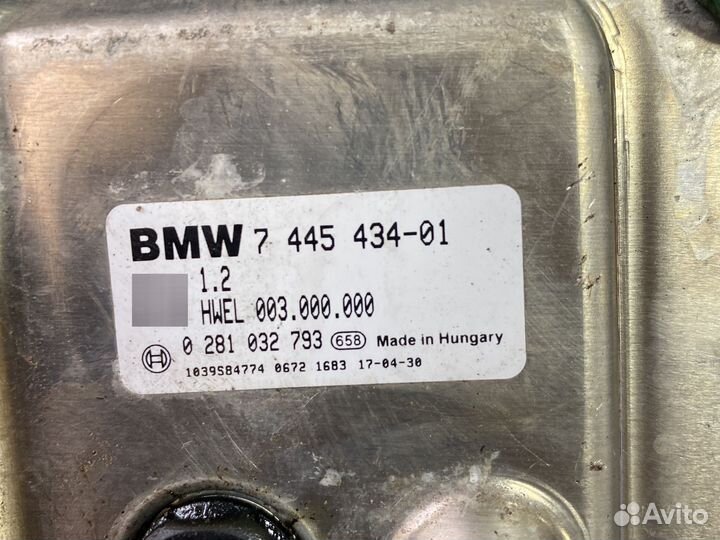 BMW 7 445 434-01
1.2
HWEL 003.000.000
0 281 032 793 658 Made in Hungary
1039S84774 0672 1683 17-04-30
Avito